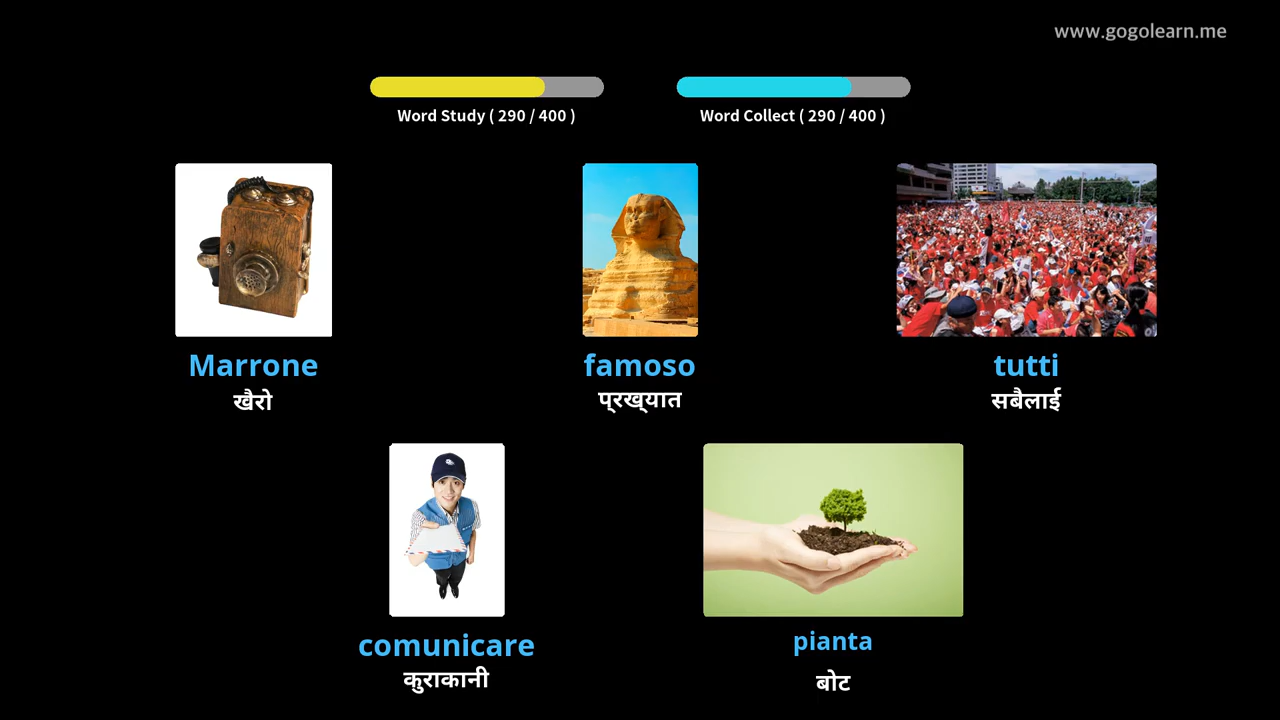 www.gogolearn.me
Word Study ( 290 / 400 )
Word Collect ( 290 / 400 )
Marrone
खैरो
famoso
प्रख्यात
tutti
सबैलाई
comunicare
कुराकानी
pianta
बोट